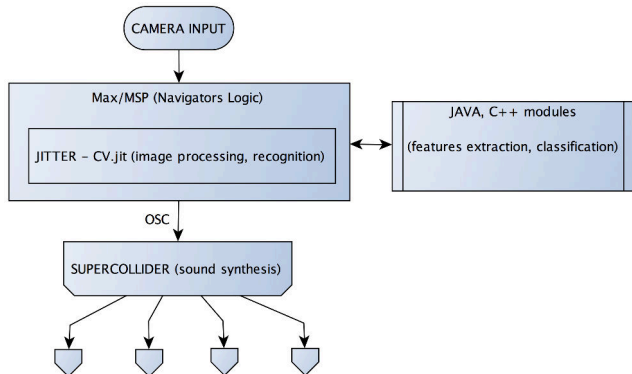 CAMERA INPUT
Max/MSP (Navigators Logic)
JITTER – CV.jit (image processing, recognition)
JAVA, C++ modules
(features extraction, classification)
OSC
SUPERCOLLIDER (sound synthesis)